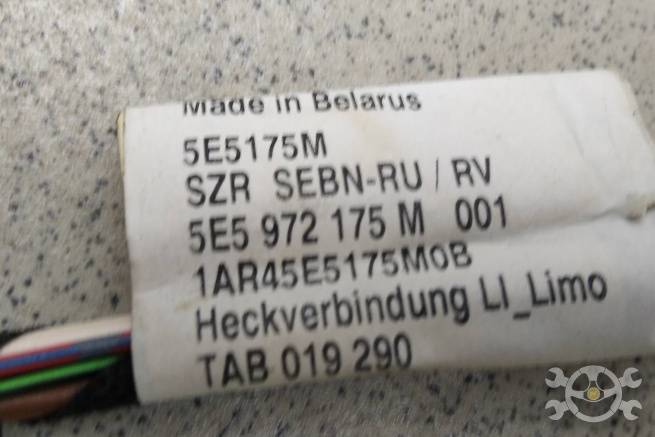 Made in Belarus
5E5175M
SZR SEBN-RU / RV
5E5 972 175 M 001
1AR45E5175M0B
Heckverbindung LI_Limo
TAB 019 290